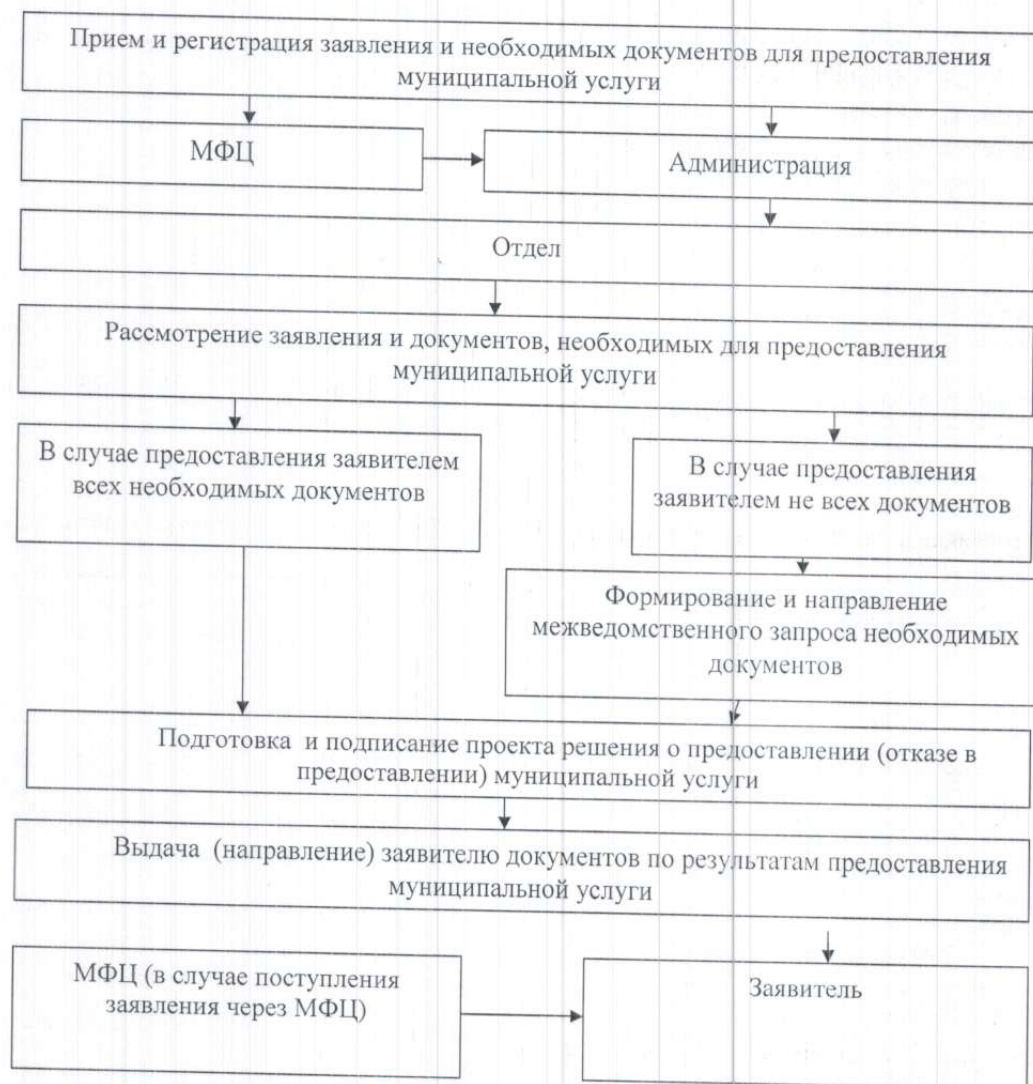 Прием и регистрация заявления и необходимых документов для предоставления
муниципальной услуги
МФЦ
Администрация
Отдел
Рассмотрение заявления и документов, необходимых для предоставления
муниципальной услуги
В случае предоставления заявителем
всех необходимых документов
В случае предоставления
заявителем не всех документов
Формирование и направление
межведомственного запроса необходимых
документов
Подготовка и подписание проекта решения о предоставлении (отказе в
предоставлении) муниципальной услуги
Выдача (направление) заявителю документов по результатам предоставления
муниципальной услуги
МФЦ (в случае поступления
заявления через МФЦ)
Заявитель